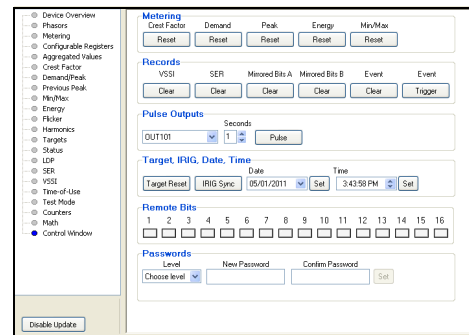 Device Overview
Phasors
Metering
Configurable Registers
Aggregated Values
Crest Factor
Demand/Peak
Previous Peak
Min/Max
Energy
Flicker
Harmonics
Targets
Status
LDP
SER
VSSI
Time-of-Use
Test Mode
Counters
Math
Control Window
Disable Update
Metering
Crest Factor Demand Peak Energy Min/Max
Reset Reset Reset Reset Reset
Records
VSSI SER Mirrored Bits A Mirrored Bits B Event Event
Clear Clear Clear Clear Clear Trigger
Pulse Outputs
Seconds
OUT101 1 Pulse
Target, IRIG, Date, Time
Date Time
Target Reset IRIG Sync 05/01/2011 Set 3:43:58 PM Set
Remote Bits
1 2 3 4 5 6 7 8 9 10 11 12 13 14 15 16
Passwords
Level New Password Confirm Password
Choose level Set